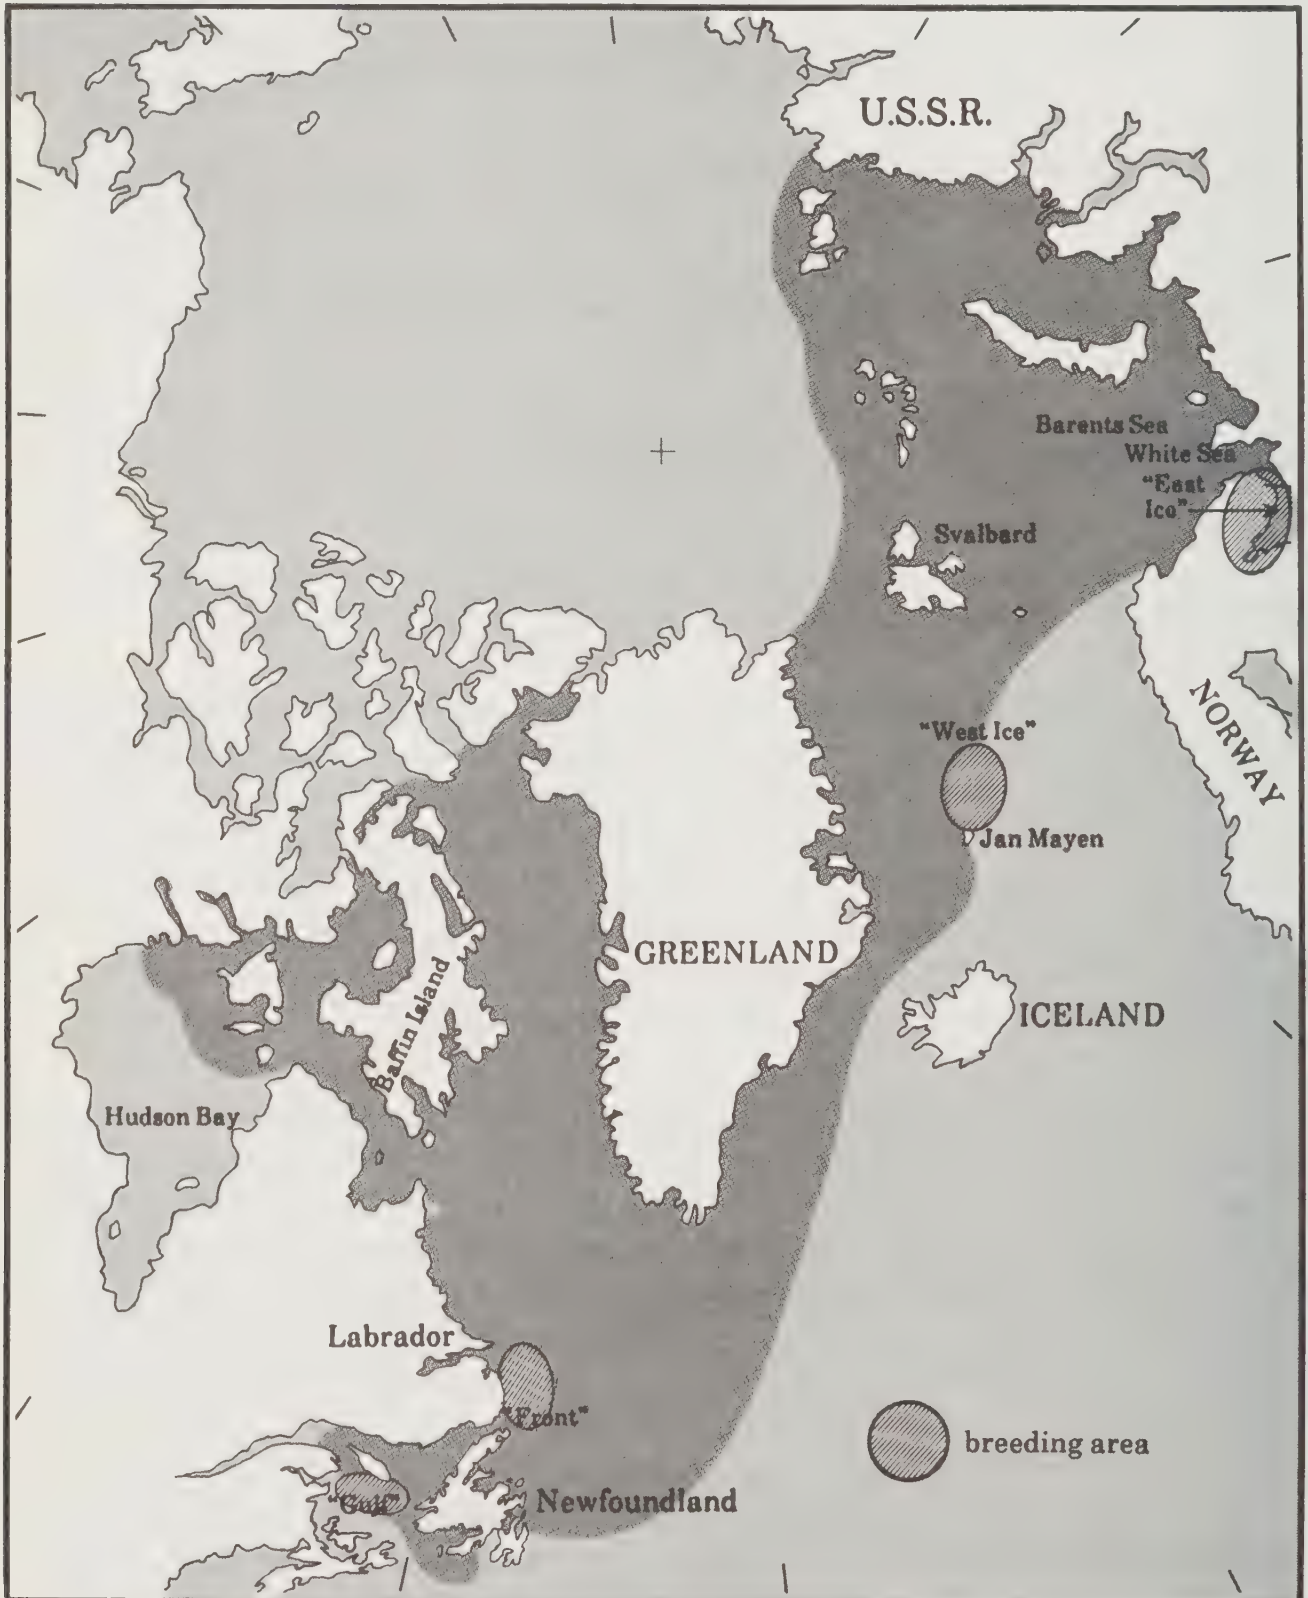 U.S.S.R.
Barents Sea
White Sea
"East
Ice"
Svalbard
NORWAY
"West Ice"
Jan Mayen
GREENLAND
Baffin Island
ICELAND
Hudson Bay
Labrador
"Front"
breeding area
"Gulf"
Newfoundland